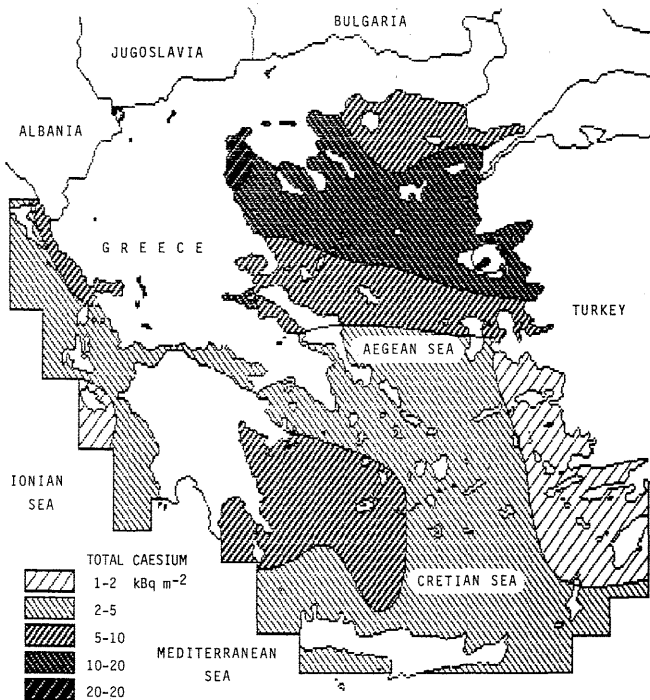 BULGARIA
JUGOSLAVIA
ALBANIA
GREECE
TURKEY
AEGEAN SEA
IONIAN
SEA
TOTAL CAESIUM
1-2 kBq m-2
2-5
5-10
10-20
20-20
CRETIAN SEA
MEDITERRANEAN
SEA